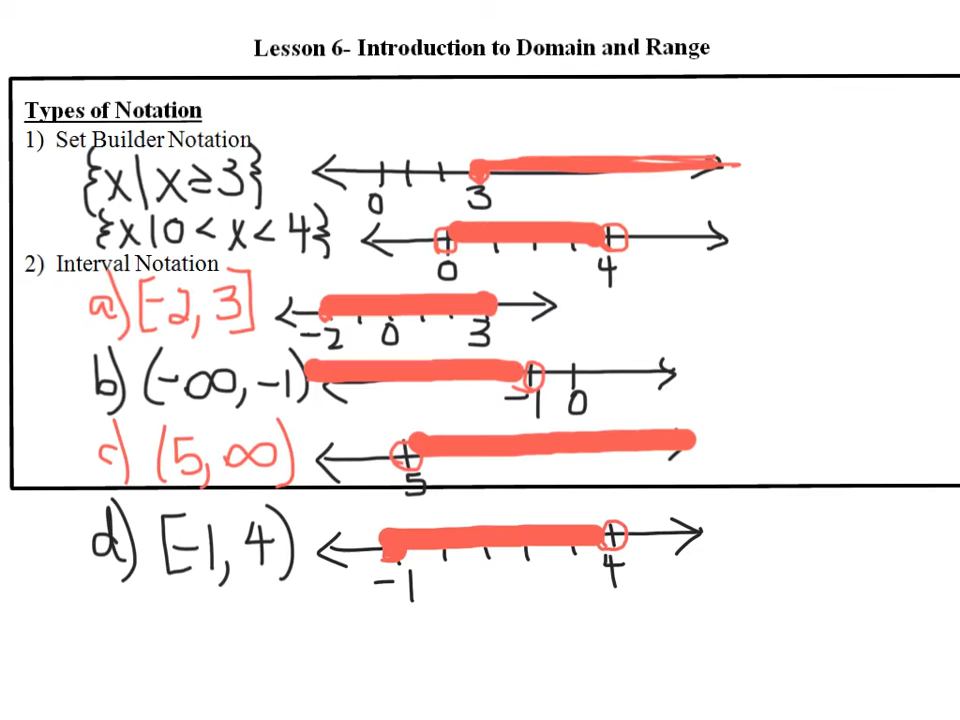 Lesson 6- Introduction to Domain and Range
Types of Notation
1) Set Builder Notation
{x|x≥3}
0 3
{x|0<x<4}
0 4
2) Interval Notation
a) [-2, 3]
-2 0 3
b) (-∞, -1)
-1 0
c) (5, ∞)
5
d) [-1, 4)
-1 4